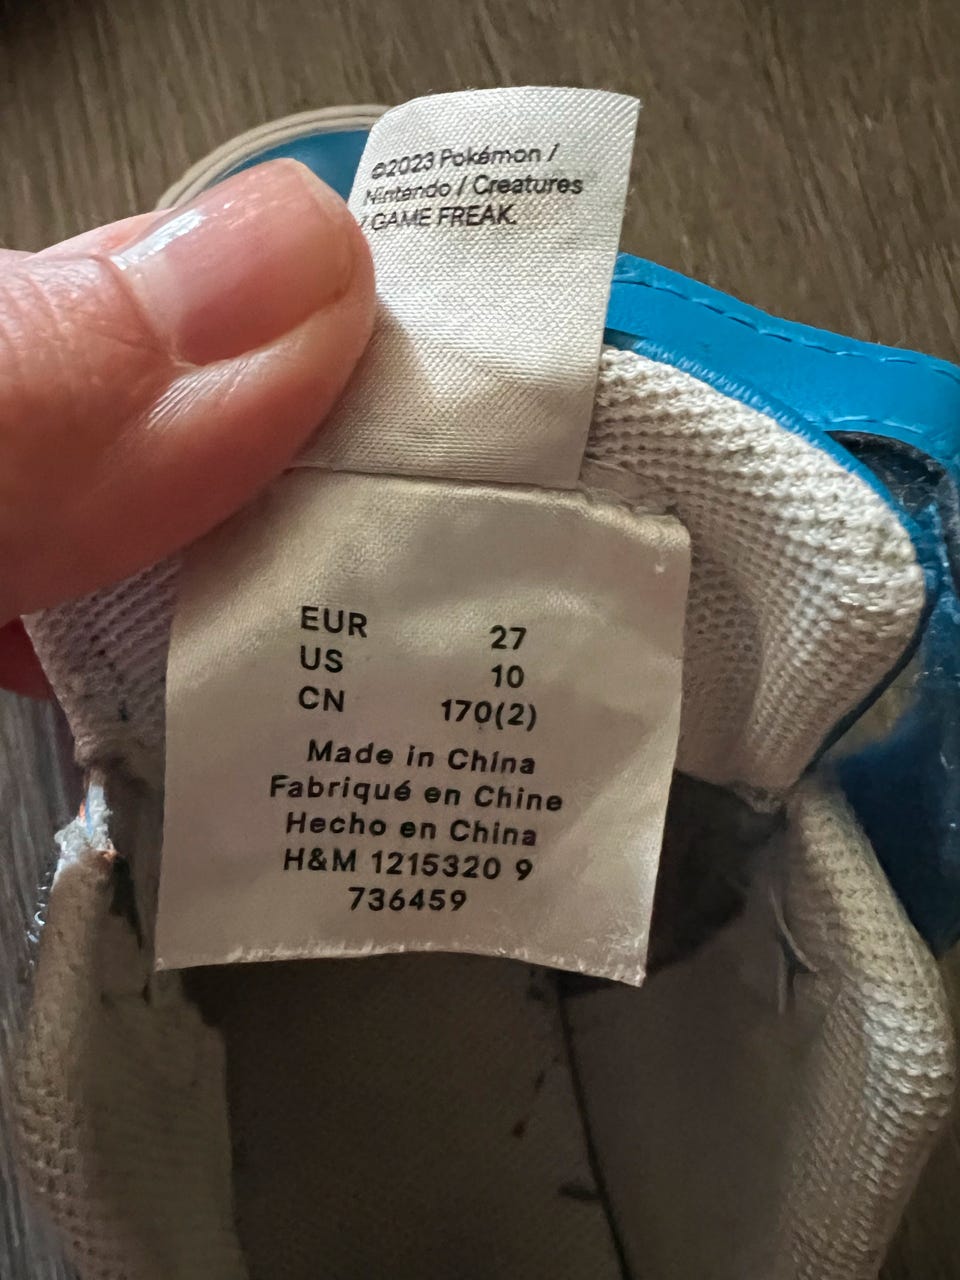 ©2023 Pokémon /
Nintendo / Creatures
/ GAME FREAK.
EUR 27
US 10
CN 170(2)
Made in China
Fabriqué en Chine
Hecho en China
H&M 1215320 9
736459